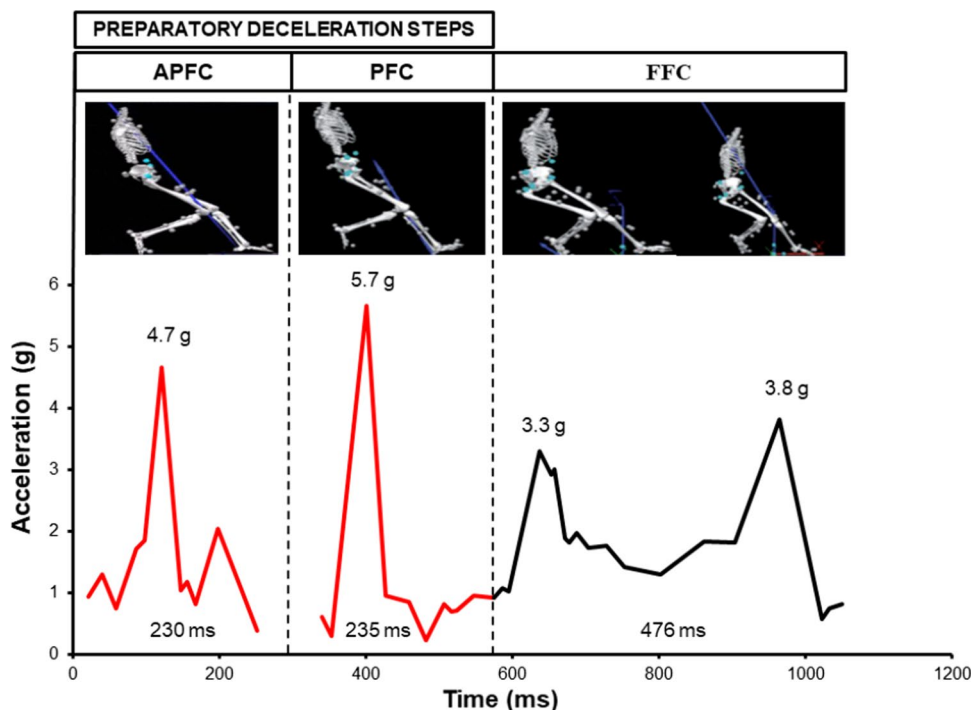 PREPARATORY DECELERATION STEPS
APFC PFC FFC
6
5.7 g
4.7 g
5
3.8 g
3.3 g
4
3
2
1
230 ms 235 ms 476 ms
0
0 200 400 600 800 1000 1200
Acceleration (g)
Time (ms)